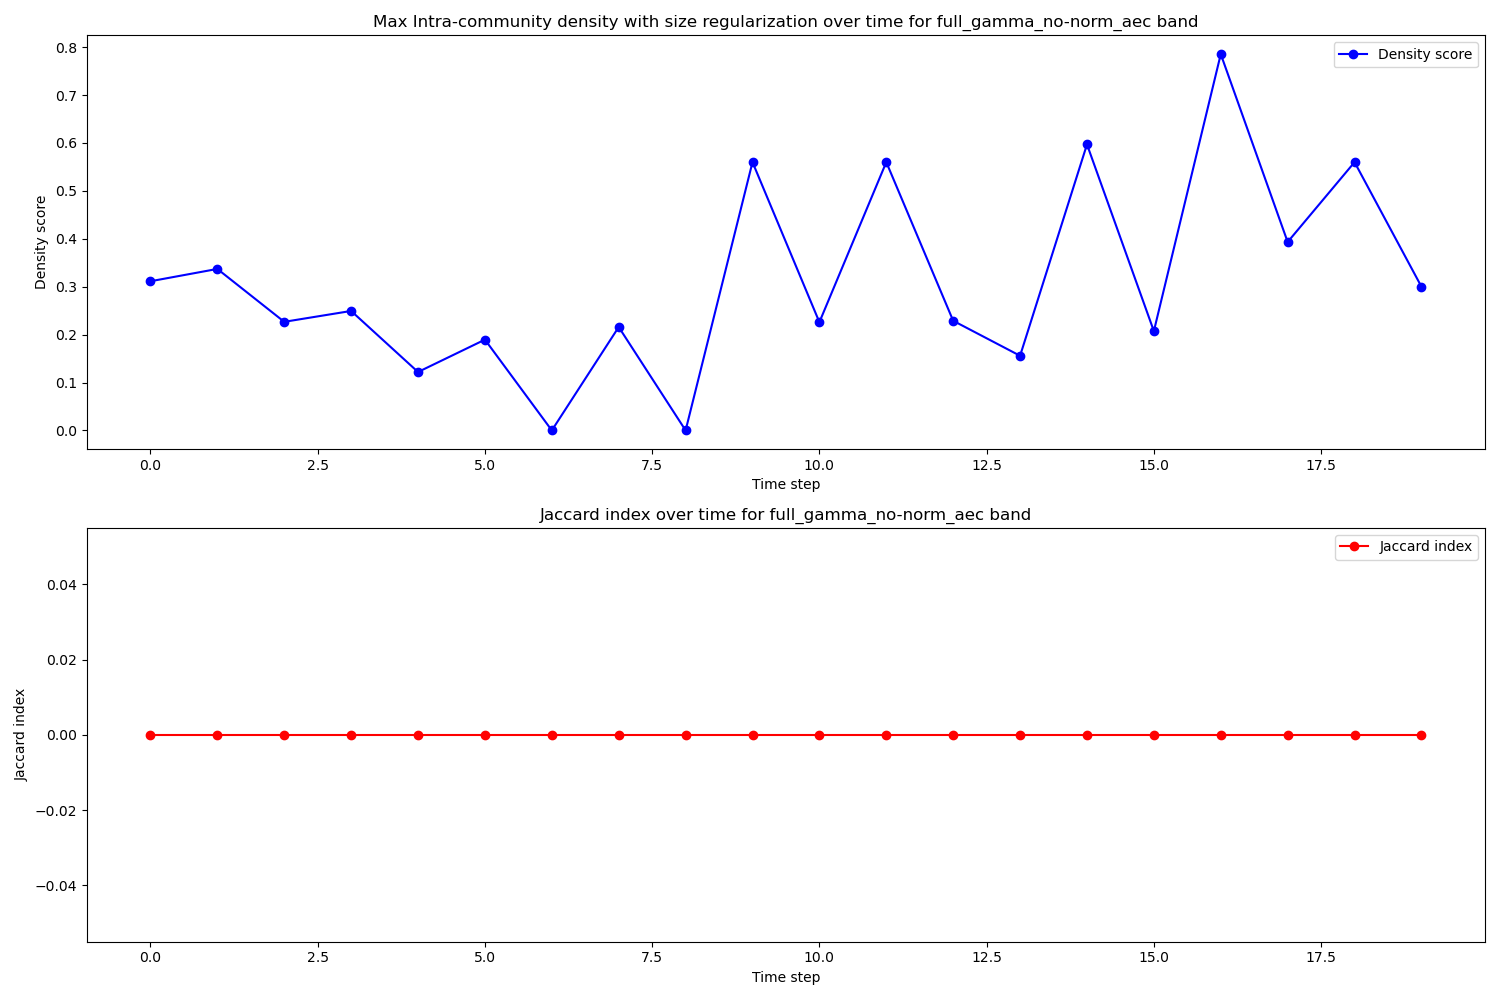 Max Intra-community density with size regularization over time for full_gamma_no-norm_aec band
Density score
0.8
0.7
0.6
0.5
0.4
0.3
0.2
0.1
0.0
Density score
0.0 2.5 5.0 7.5 10.0 12.5 15.0 17.5
Time step
Jaccard index over time for full_gamma_no-norm_aec band
Jaccard index
0.04
0.02
0.00
−0.02
−0.04
Jaccard index
0.0 2.5 5.0 7.5 10.0 12.5 15.0 17.5
Time step